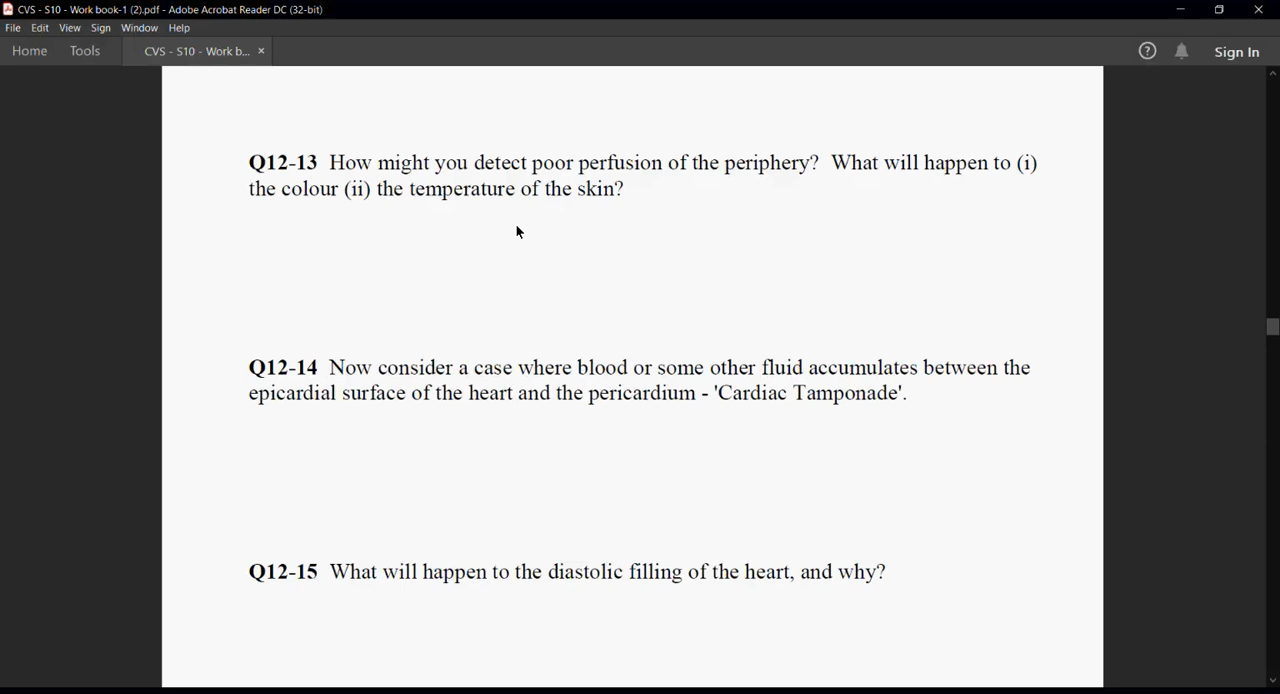 CVS - S10 - Work book-1 (2).pdf - Adobe Acrobat Reader DC (32-bit)
File Edit View Sign Window Help
Home Tools CVS - S10 - Work b... × Sign In
Q12-13 How might you detect poor perfusion of the periphery? What will happen to (i)
the colour (ii) the temperature of the skin?
Q12-14 Now consider a case where blood or some other fluid accumulates between the
epicardial surface of the heart and the pericardium - 'Cardiac Tamponade'.
Q12-15 What will happen to the diastolic filling of the heart, and why?